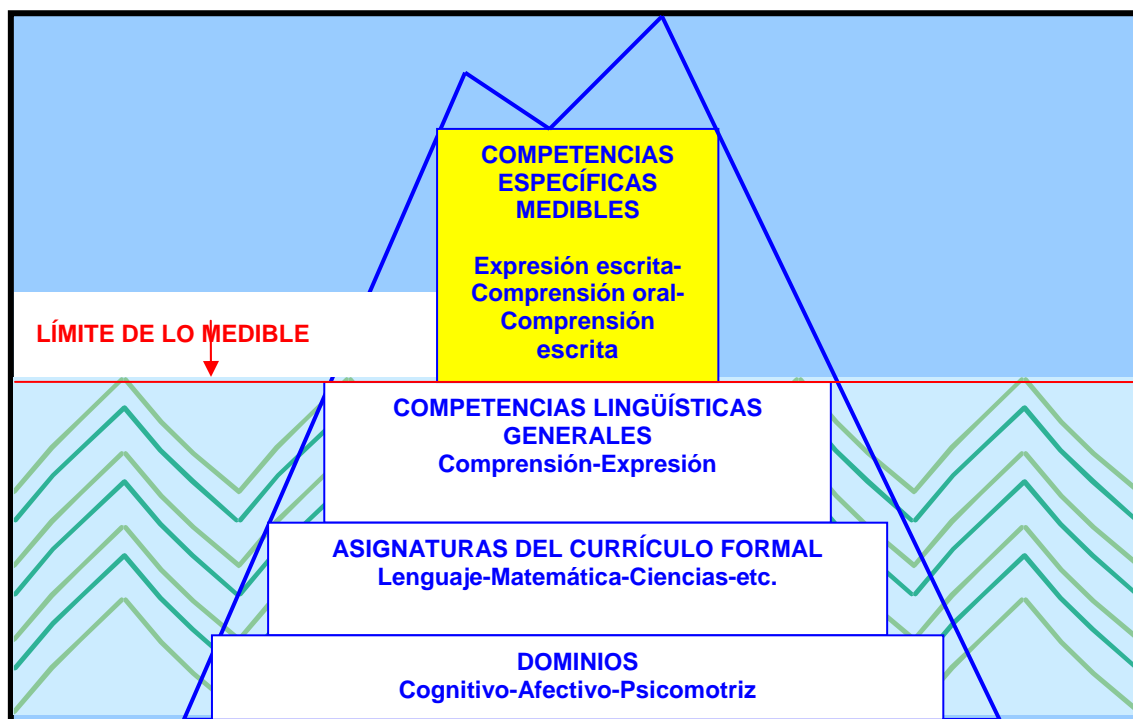 COMPETENCIAS
ESPECÍFICAS
MEDIBLES
Expresión escrita-
Comprensión oral-
Comprensión
escrita
LÍMITE DE LO MEDIBLE
COMPETENCIAS LINGÜÍSTICAS
GENERALES
Comprensión-Expresión
ASIGNATURAS DEL CURRÍCULO FORMAL
Lenguaje-Matemática-Ciencias-etc.
DOMINIOS
Cognitivo-Afectivo-Psicomotriz